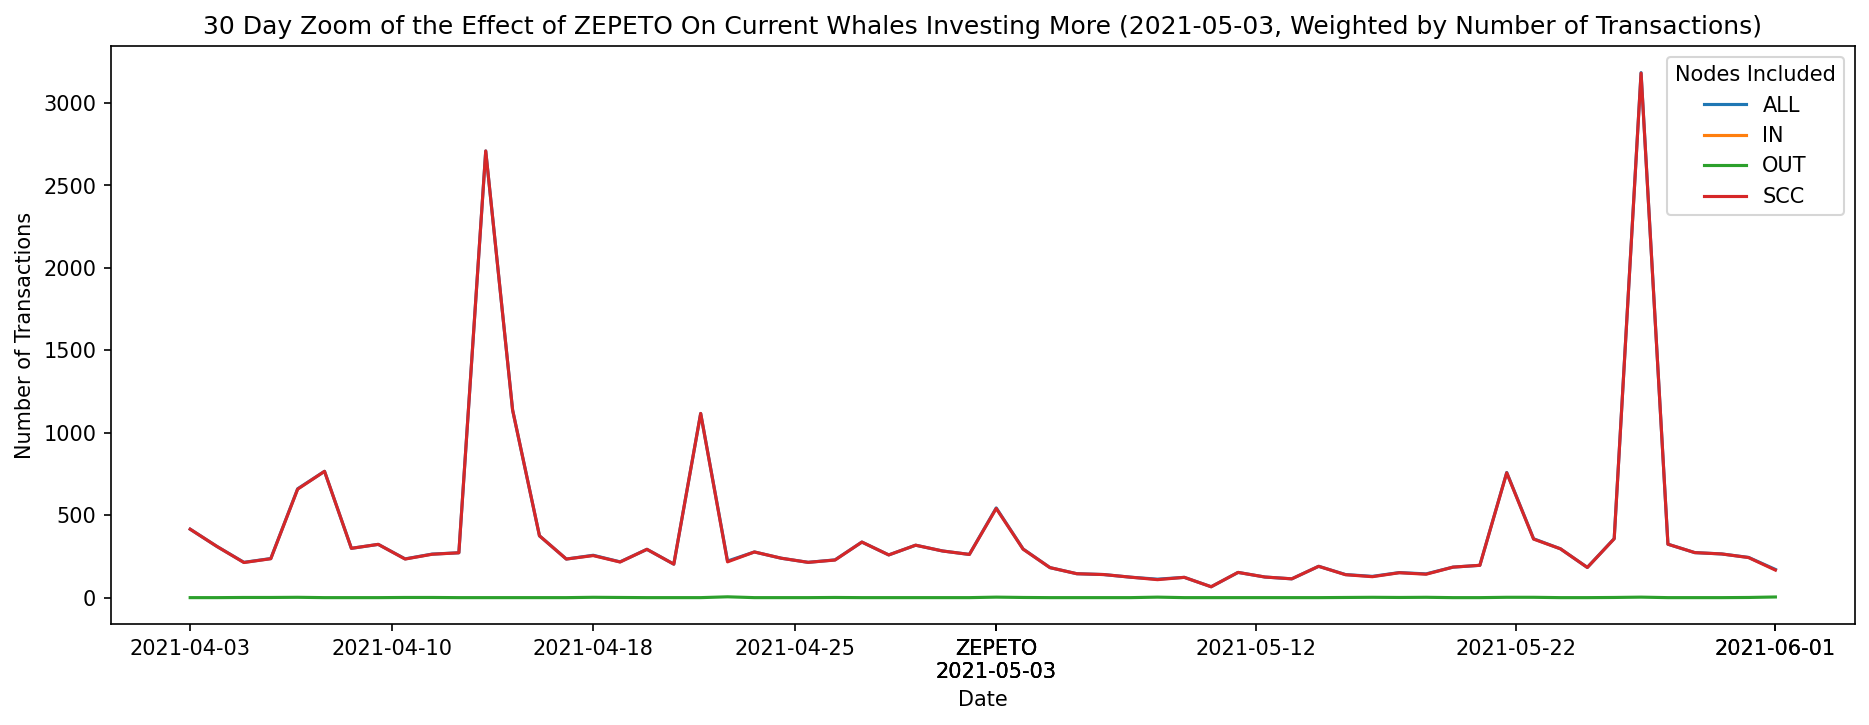 30 Day Zoom of the Effect of ZEPETO On Current Whales Investing More (2021-05-03, Weighted by Number of Transactions)
Nodes Included
ALL
IN
OUT
SCC
Number of Transactions
3000
2500
2000
1500
1000
500
0
2021-04-03 2021-04-10 2021-04-18 2021-04-25 ZEPETO 2021-05-12 2021-05-22 2021-06-01
2021-05-03
Date